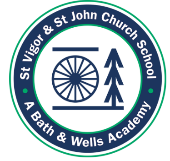 St Vigor & St John Church School
A Bath & Wells Academy